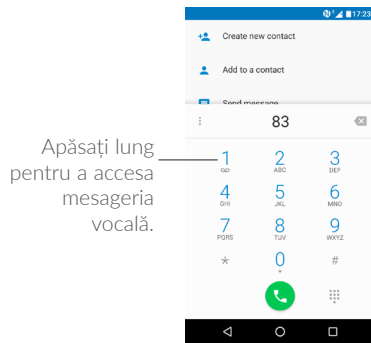 17:23
Create new contact
Add to a contact
Send message
83
Apăsați lung
pentru a accesa
mesageria
vocală.
1 2 3
ABC DEF
4 5 6
GHI JKL MNO
7 8 9
PQRS TUV WXYZ
* 0 #
+